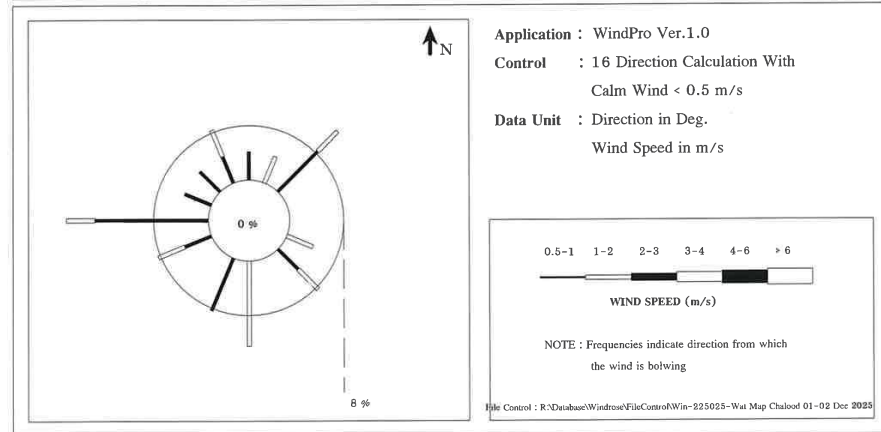 N
0 %
8 %
Application : WindPro Ver.1.0
Control : 16 Direction Calculation With
Calm Wind < 0.5 m/s
Data Unit : Direction in Deg.
Wind Speed in m/s
0.5-1 1-2 2-3 3-4 4-6 > 6
WIND SPEED (m/s)
NOTE : Frequencies indicate direction from which
the wind is bolwing
File Control : R:\Database\Windrose\FileControl\Win-225025-Wat Map Chalood 01-02 Dec 2025